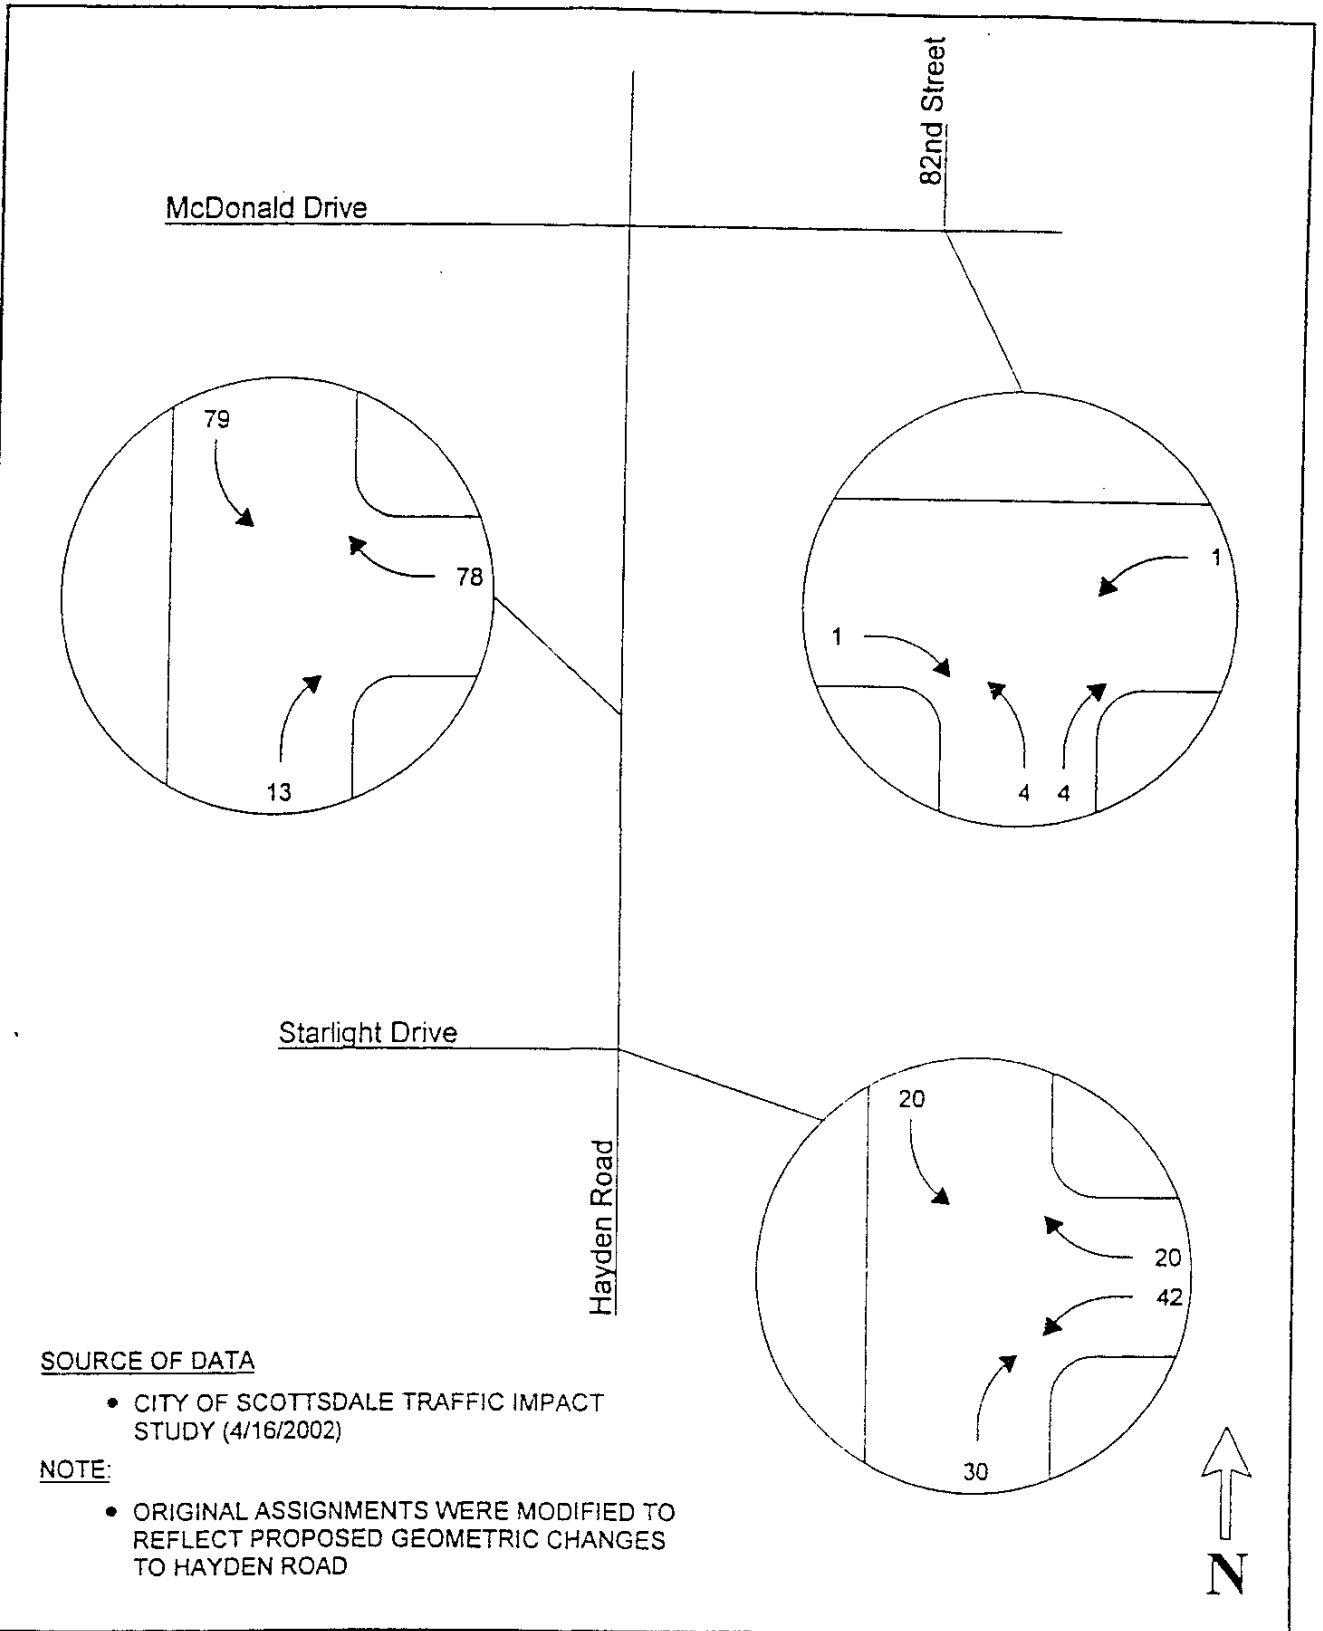 82nd Street
McDonald Drive
79
78
13
1
1
4 4
Starlight Drive
Hayden Road
20
20
42
30
SOURCE OF DATA
• CITY OF SCOTTSDALE TRAFFIC IMPACT
STUDY (4/16/2002)
NOTE:
• ORIGINAL ASSIGNMENTS WERE MODIFIED TO
REFLECT PROPOSED GEOMETRIC CHANGES
TO HAYDEN ROAD
N